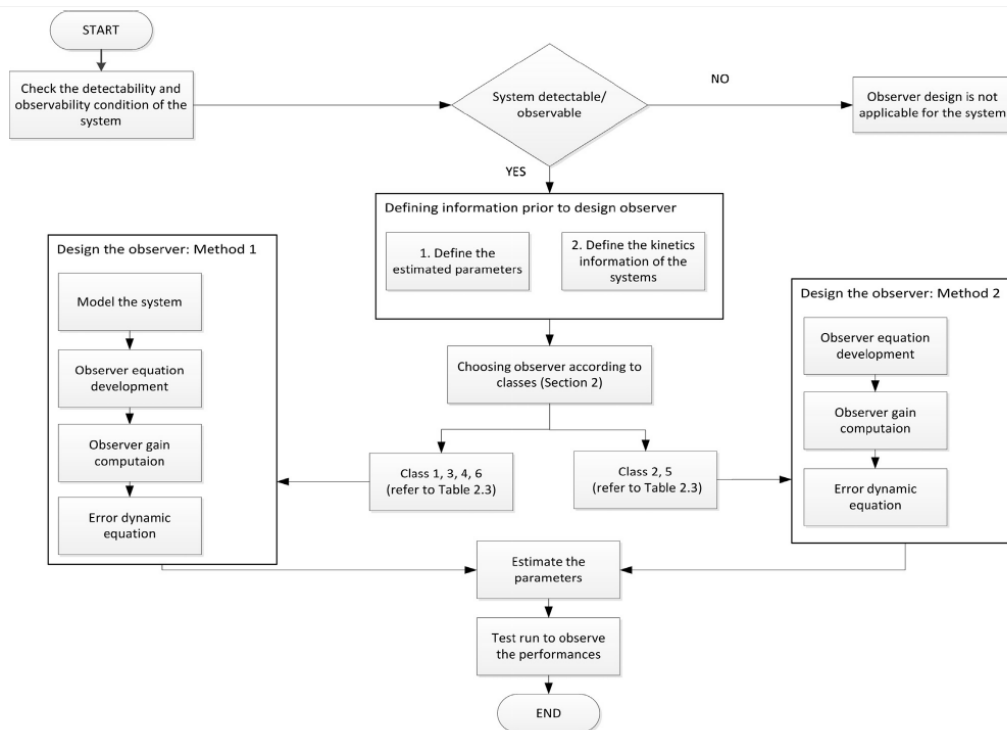 START
Check the detectability and
observability condition of the
system
System detectable/
observable
NO
Observer design is not
applicable for the system
YES
Defining information prior to design observer
1. Define the
estimated parameters
2. Define the kinetics
information of the
systems
Design the observer: Method 1
Model the system
Observer equation
development
Observer gain
computaion
Error dynamic
equation
Choosing observer according to
classes (Section 2)
Class 1, 3, 4, 6
(refer to Table 2.3)
Class 2, 5
(refer to Table 2.3)
Design the observer: Method 2
Observer equation
development
Observer gain
computation
Error dynamic
equation
Estimate the
parameters
Test run to observe
the performances
END